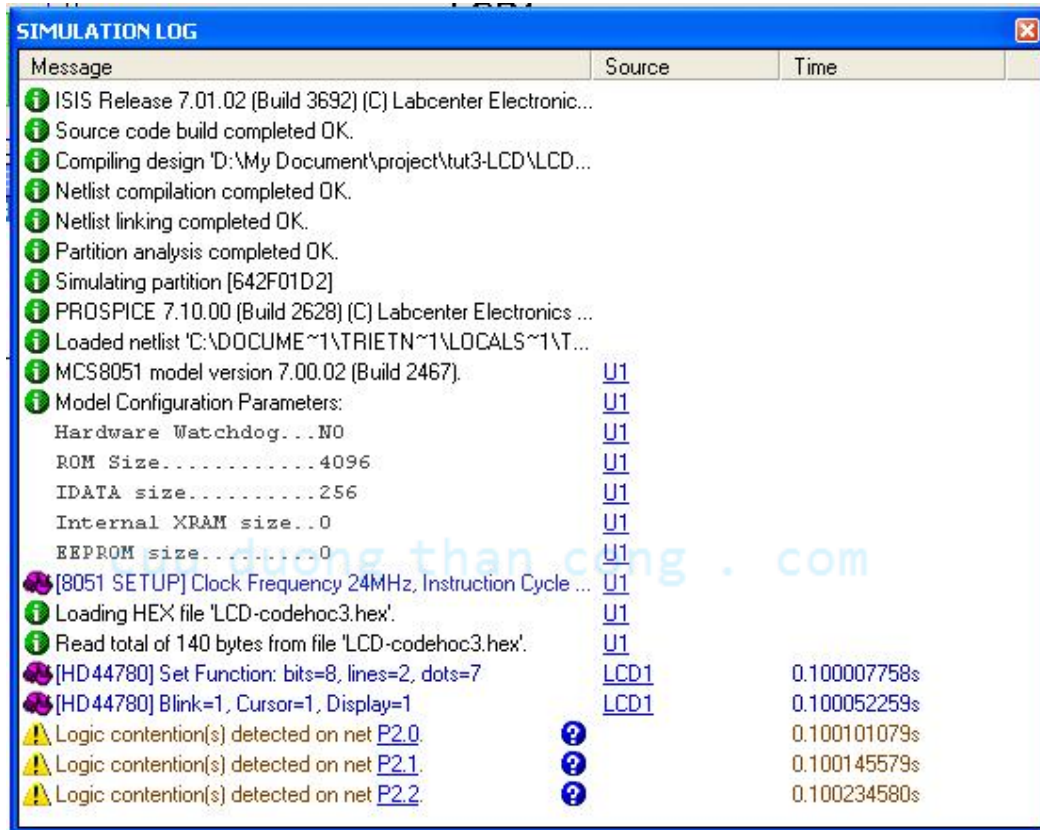 SIMULATION LOG
Message Source Time
ISIS Release 7.01.02 (Build 3692) (C) Labcenter Electronic...
Source code build completed OK.
Compiling design 'D:\My Document\project\tut3-LCD\LCD...
Netlist compilation completed OK.
Netlist linking completed OK.
Partition analysis completed OK.
Simulating partition [642F01D2]
PROSPICE 7.10.00 (Build 2628) (C) Labcenter Electronics ...
Loaded netlist 'C:\DOCUME~1\TRIETN~1\LOCALS~1\T...
MCS8051 model version 7.00.02 (Build 2467). U1
Model Configuration Parameters: U1
Hardware Watchdog...NO U1
ROM Size............4096 U1
IDATA size..........256 U1
Internal XRAM size..0 U1
EEPROM size.........0 U1
cuu duong than cong . com
[8051 SETUP] Clock Frequency 24MHz, Instruction Cycle ... U1
Loading HEX file 'LCD-codehoc3.hex'. U1
Read total of 140 bytes from file 'LCD-codehoc3.hex'. U1
[HD44780] Set Function: bits=8, lines=2, dots=7 LCD1 0.100007758s
[HD44780] Blink=1, Cursor=1, Display=1 LCD1 0.100052259s
Logic contention(s) detected on net P2.0. 0.100101079s
Logic contention(s) detected on net P2.1. 0.100145579s
Logic contention(s) detected on net P2.2. 0.100234580s